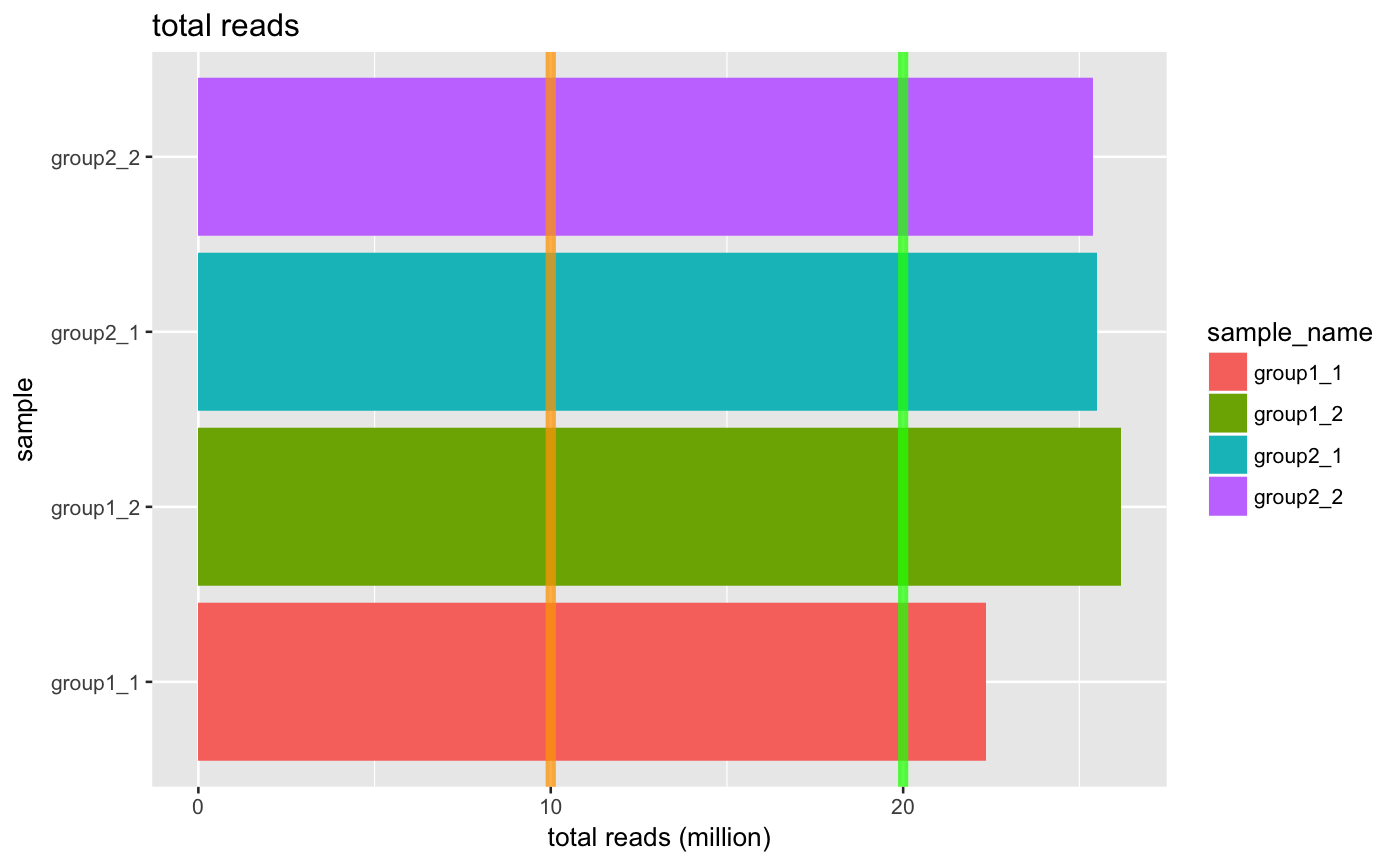 total reads
group2_2
group2_1
group1_2
group1_1
sample
0
10
20
total reads (million)
sample_name
group1_1
group1_2
group2_1
group2_2